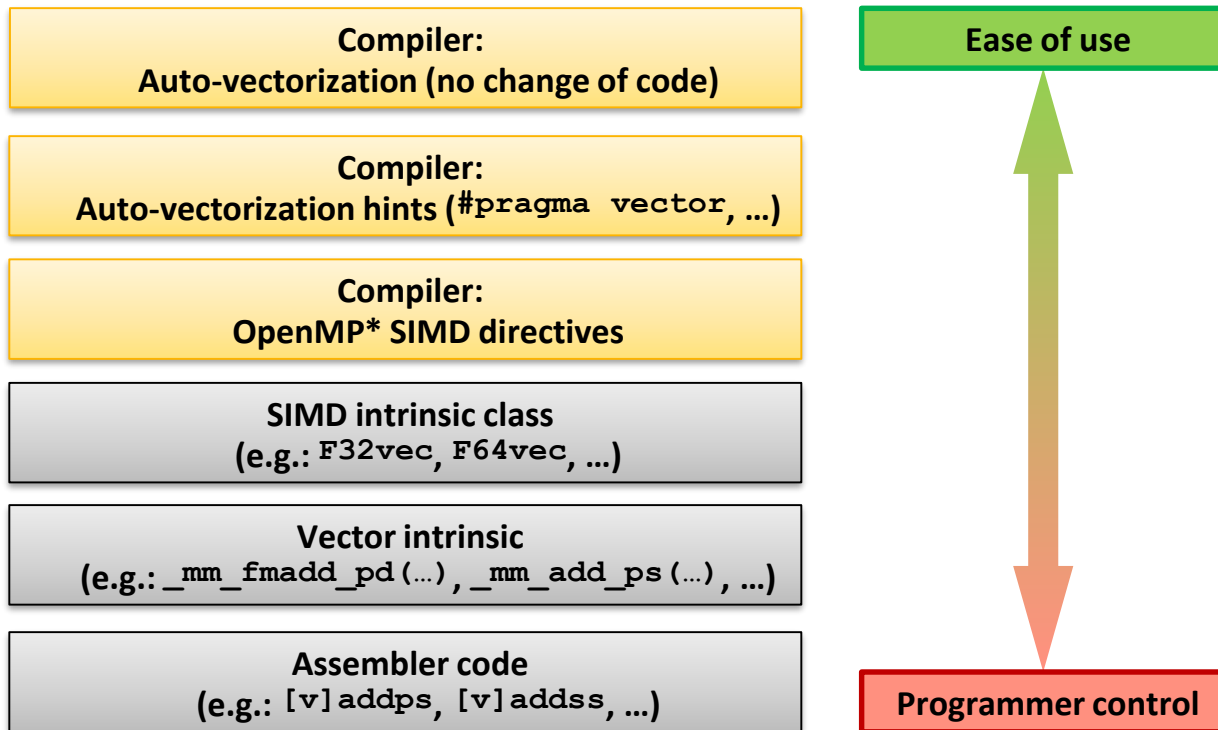 Compiler:
Auto-vectorization (no change of code)
Ease of use
Compiler:
Auto-vectorization hints (#pragma vector, …)
Compiler:
OpenMP* SIMD directives
SIMD intrinsic class
(e.g.: F32vec, F64vec, …)
Vector intrinsic
(e.g.: _mm_fmadd_pd(…), _mm_add_ps(…), …)
Assembler code
(e.g.: [v]addps, [v]addss, …)
Programmer control